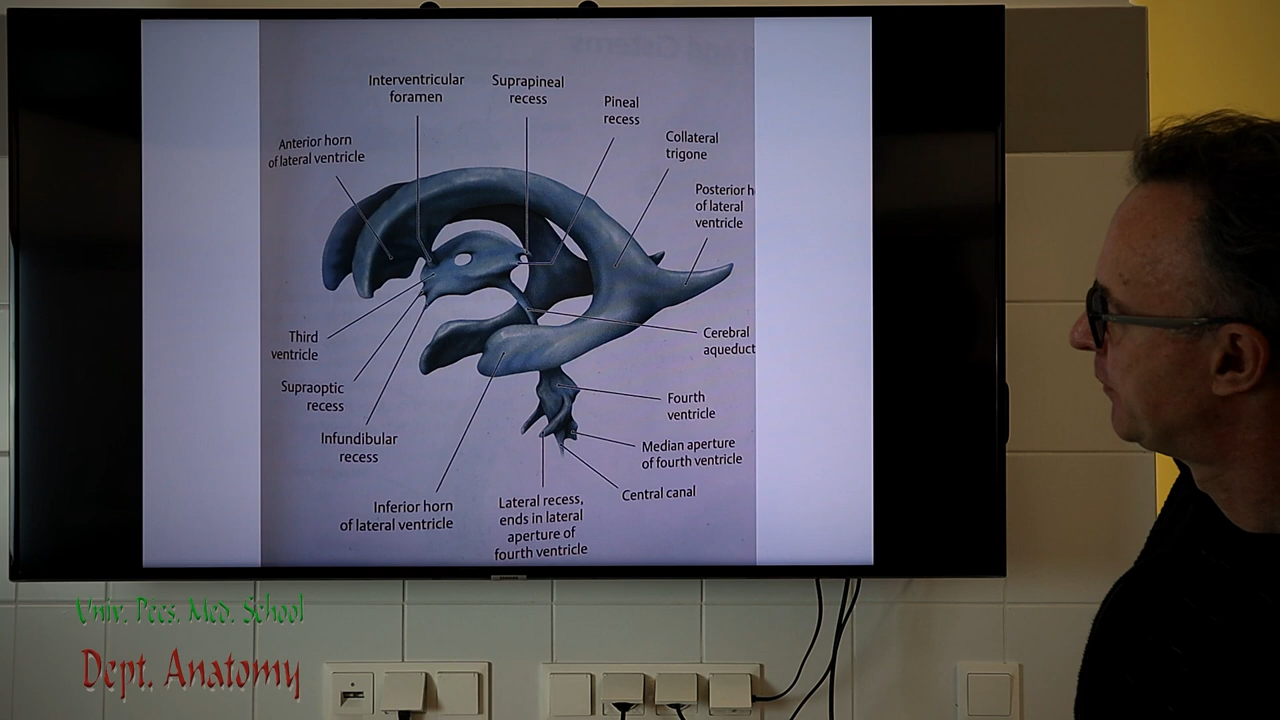 Interventricular
foramen
Suprapineal
recess
Pineal
recess
Collateral
trigone
Anterior horn
of lateral ventricle
Posterior h
of lateral
ventricle
Third
ventricle
Cerebral
aqueduct
Supraoptic
recess
Fourth
ventricle
Infundibular
recess
Median aperture
of fourth ventricle
Central canal
Inferior horn
of lateral ventricle
Lateral recess,
ends in lateral
aperture of
fourth ventricle
Univ. Pecs. Med. School
Dept. Anatomy